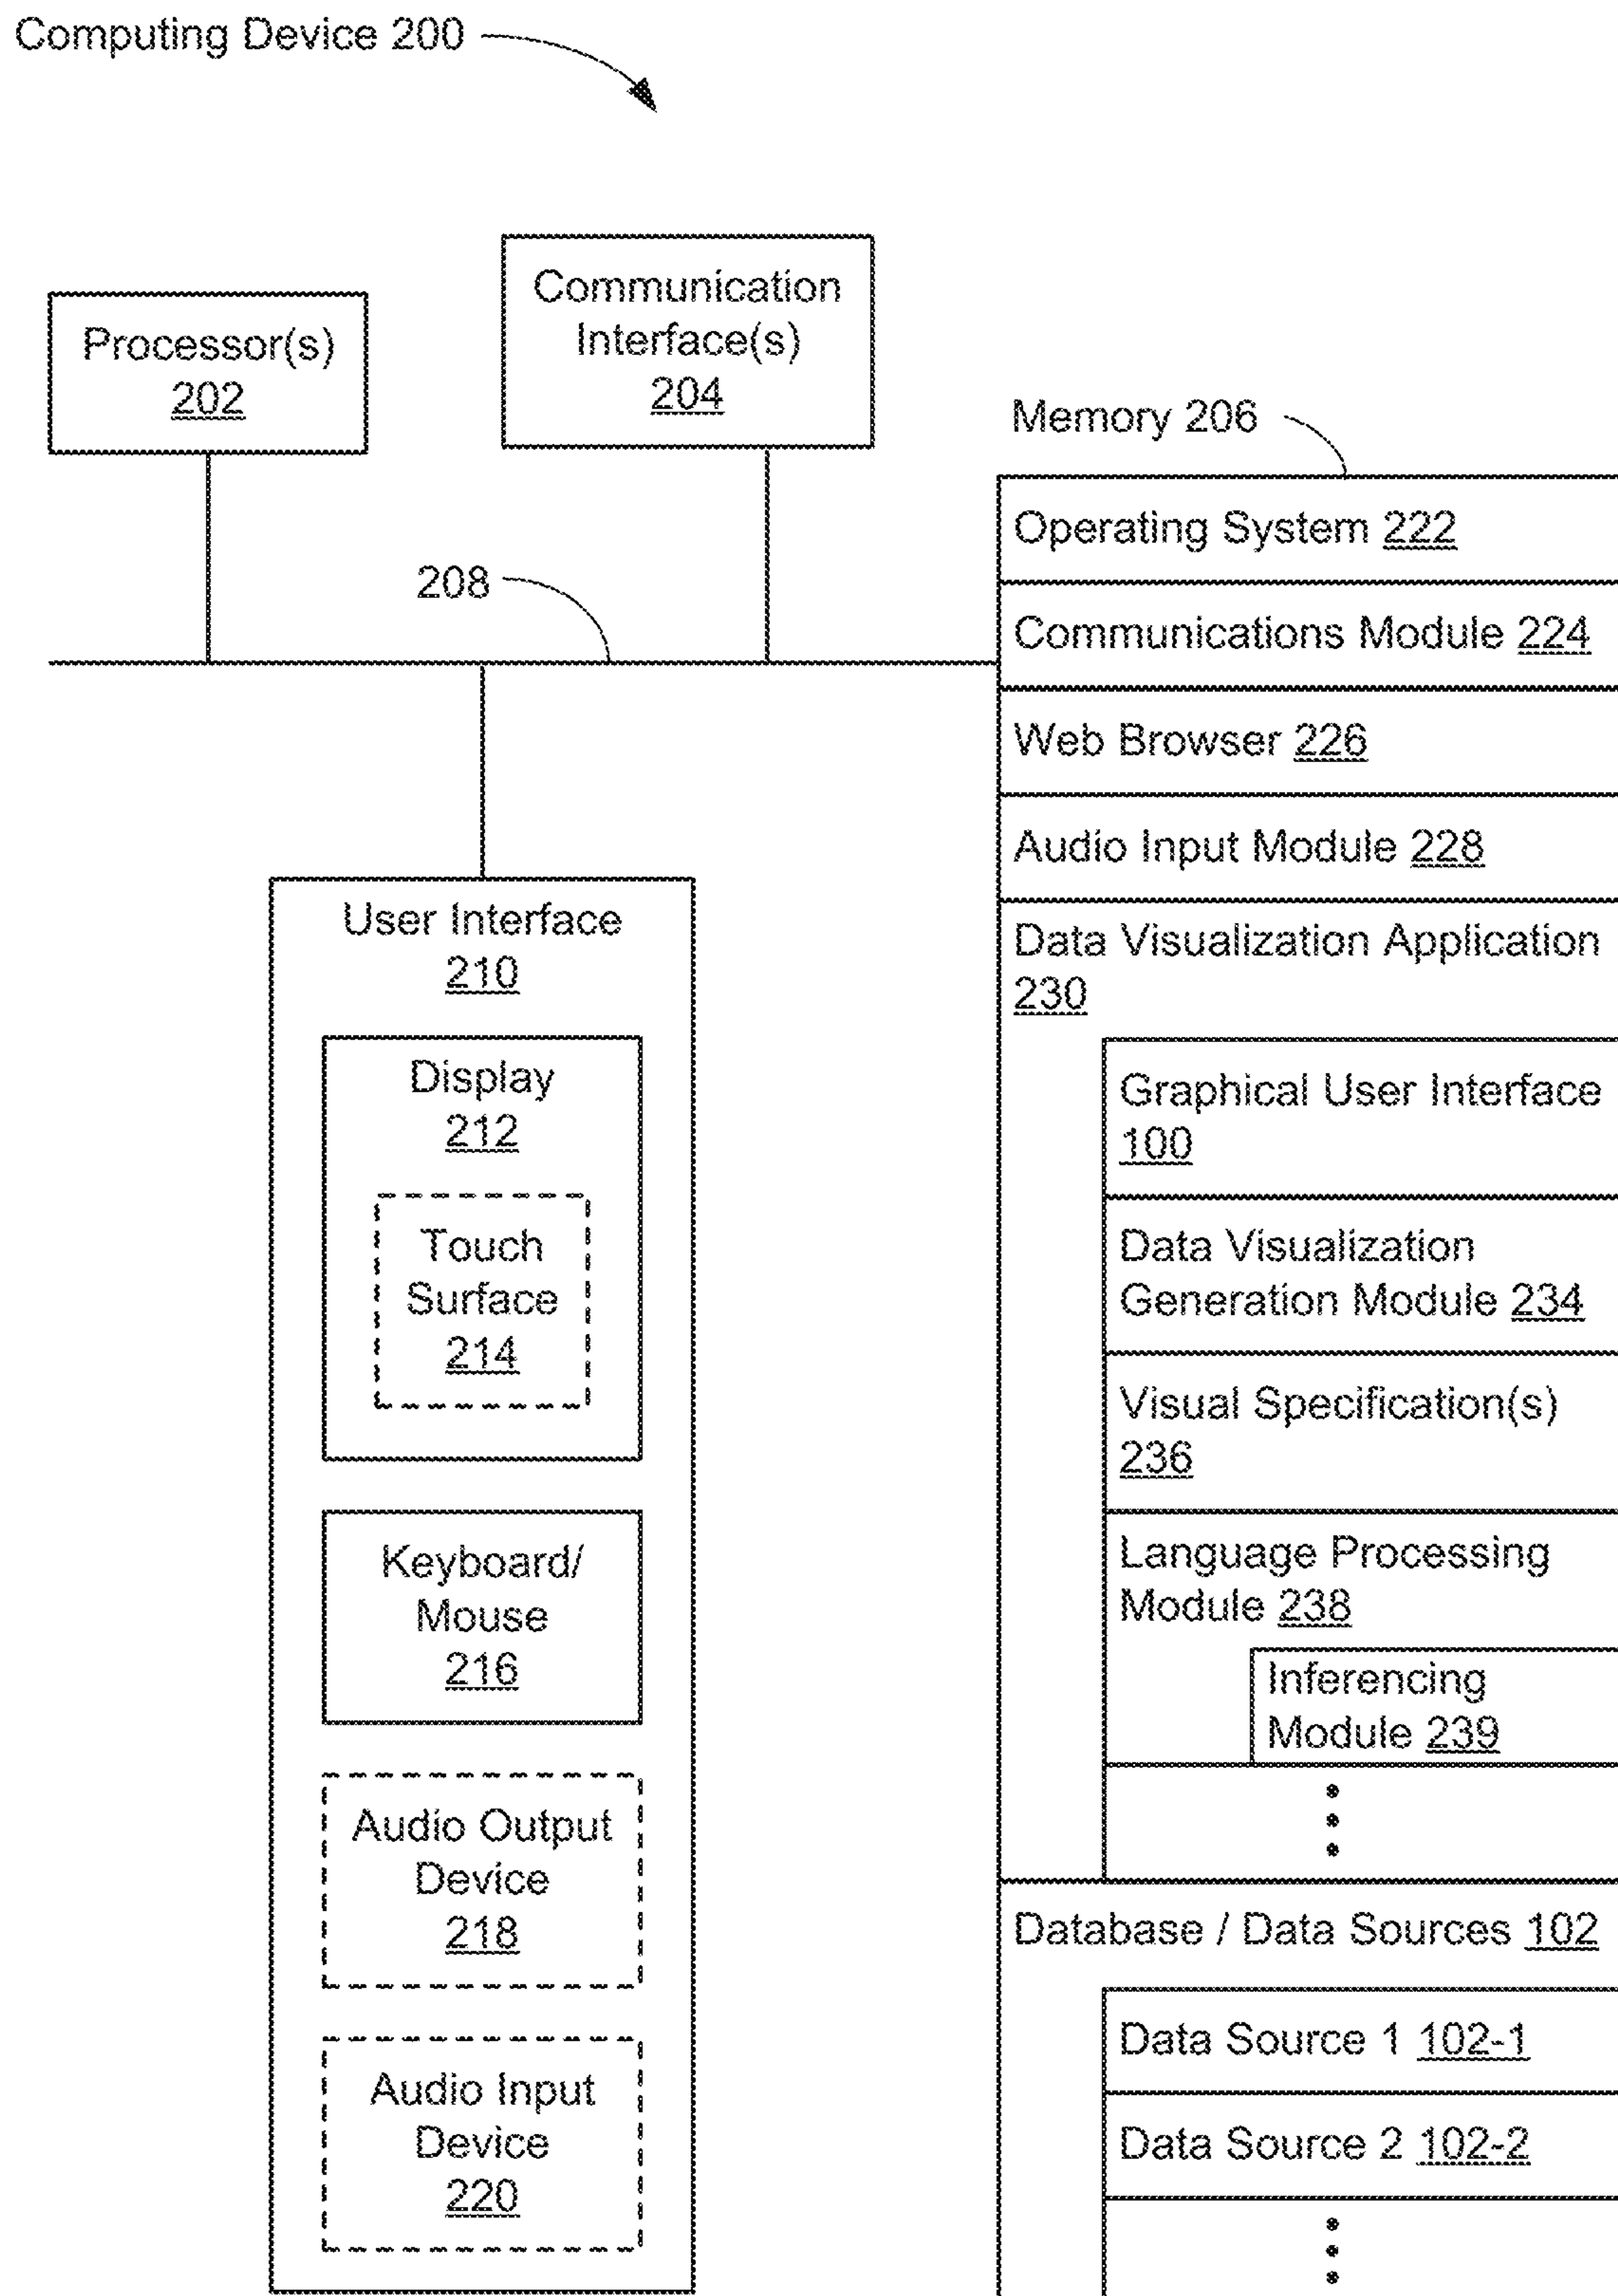 Computing Device 200
Processor(s)
202
Communication
Interface(s)
204
208
User Interface
210
Display
212
Touch
Surface
214
Keyboard/
Mouse
216
Audio Output
Device
218
Audio Input
Device
220
Memory 206
Operating System 222
Communications Module 224
Web Browser 226
Audio Input Module 228
Data Visualization Application
230
Graphical User Interface
100
Data Visualization
Generation Module 234
Visual Specification(s)
236
Language Processing
Module 238
Inferencing
Module 239
Database / Data Sources 102
Data Source 1 102-1
Data Source 2 102-2